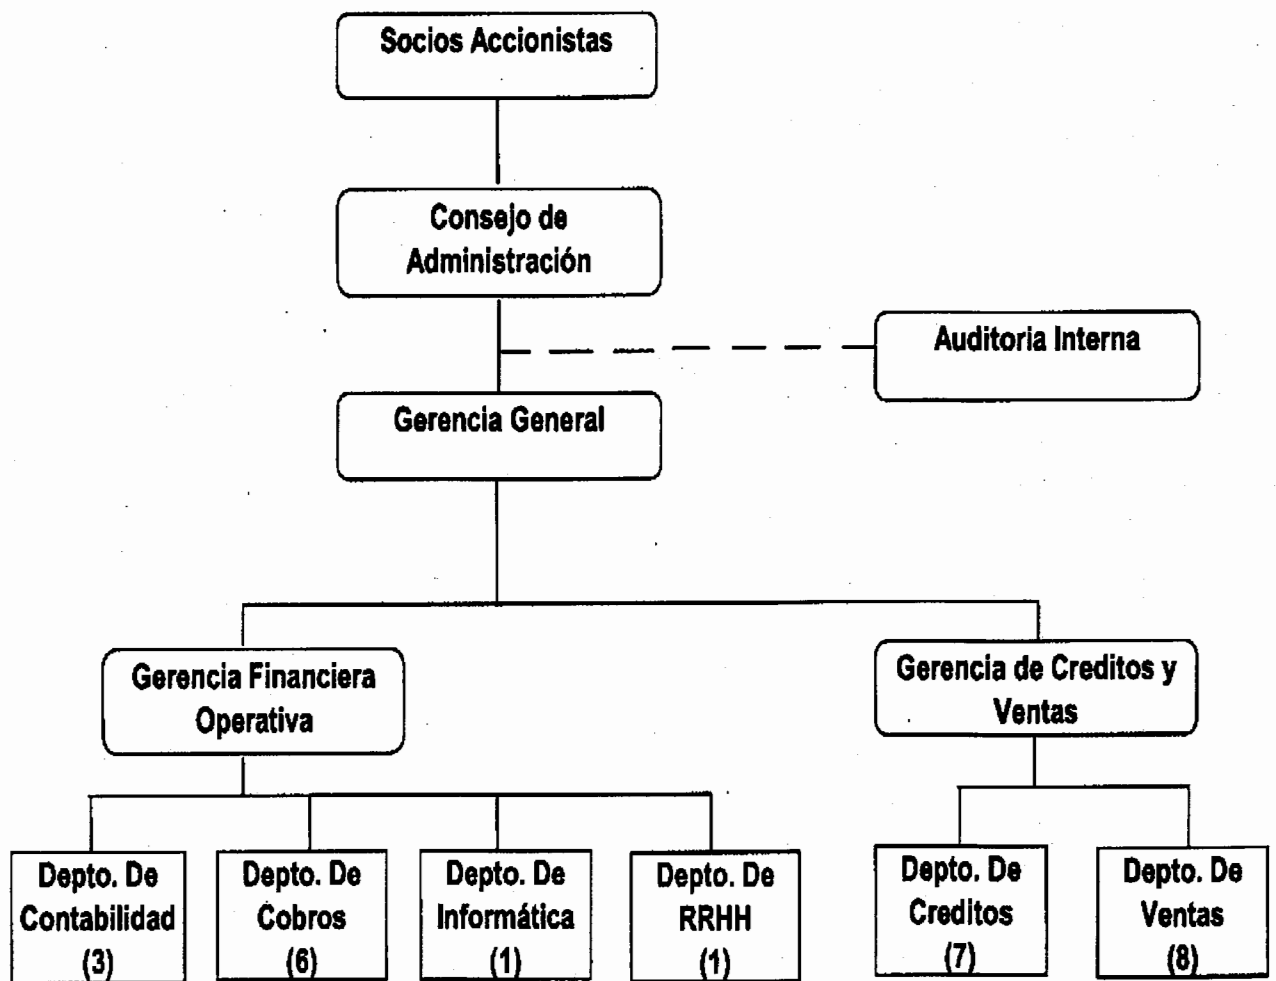 Socios Accionistas
Consejo de
Administración
Auditoria Interna
Gerencia General
Gerencia Financiera
Operativa
Gerencia de Creditos y
Ventas
Depto. De
Contabilidad
(3)
Depto. De
Cobros
(6)
Depto. De
Informática
(1)
Depto. De
RRHH
(1)
Depto. De
Creditos
(7)
Depto. De
Ventas
(8)